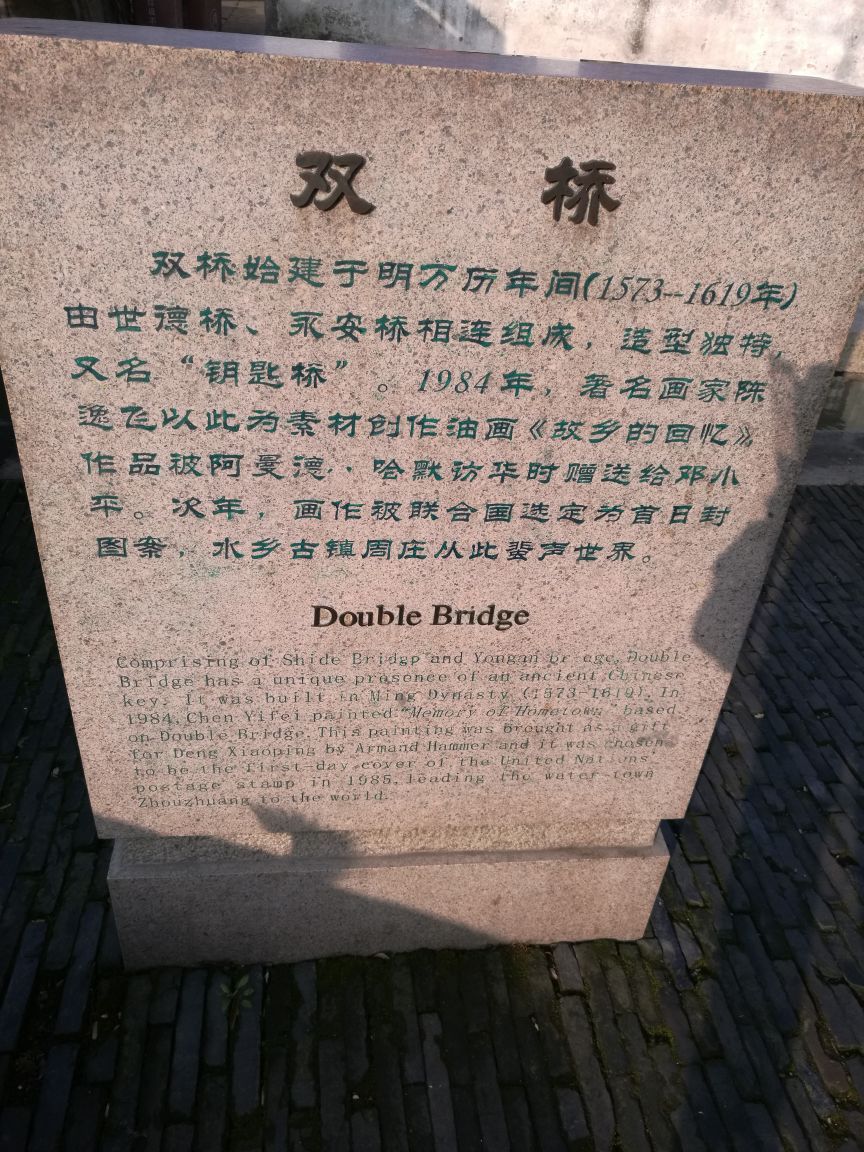 双桥
双桥始建于明万历年间(1573--1619年)
由世德桥、永安桥相连组成，造型独特，
又名“钥匙桥”。1984年，著名画家陈
逸飞以此为素材创作油画《故乡的回忆》
作品被阿曼德··哈默访华时赠送给邓小
平。次年，画作被联合国选定为首日封
图案，水乡古镇周庄从此蜚声世界。
Double Bridge
Comprising of Shide Bridge and Yongan br dge, Double
Bridge has a unique presence of an ancient Chinese
key. It was built in Ming Dynasty (1573-1619). In
1984, Chen Yifei painted "Memory of Hometown" based
on Double Bridge. This painting was brought as a gift
for Deng Xiaoping by Armand Hammer and it was chosen
to be the first-day cover of the United Nations
postage stamp in 1985, leading the water-town
Zhouzhuang to the world.